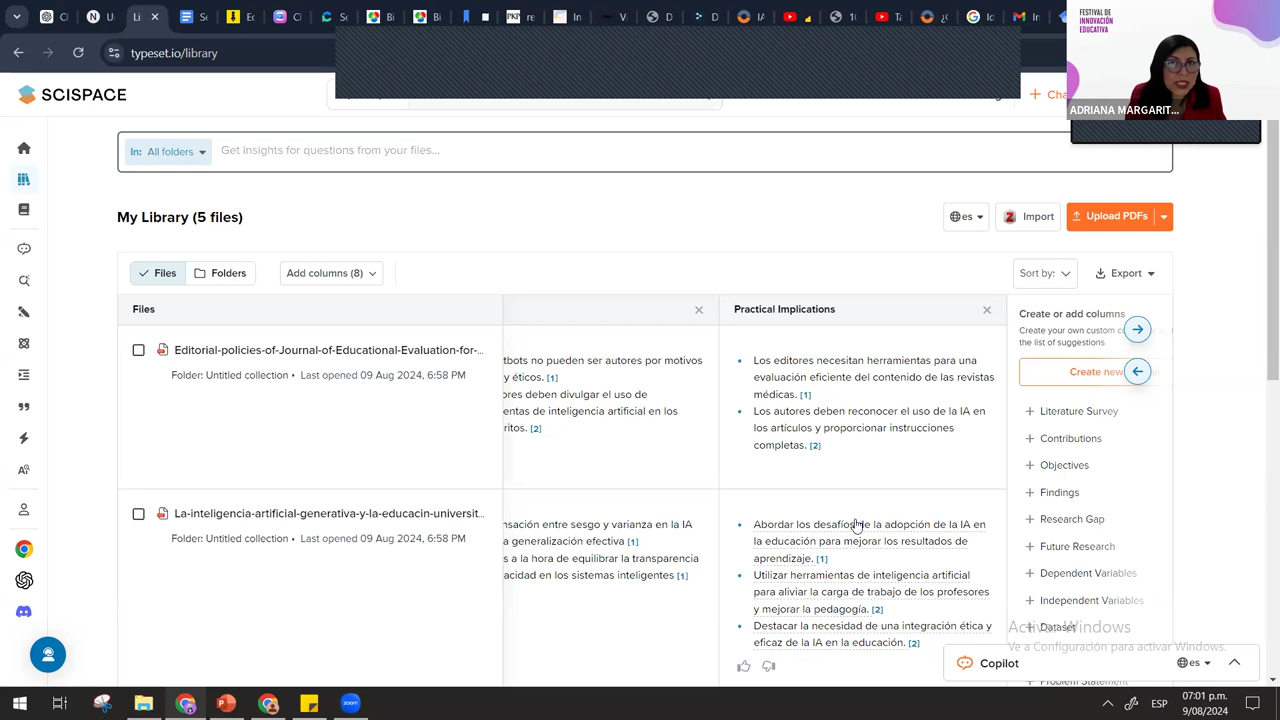 typeset.io/library
FESTIVAL DE
INNOVACIÓN
EDUCATIVA
ADRIANA MARGARIT...
SCISPACE
In: All folders
Get insights for questions from your files...
My Library (5 files)
es
Import
Upload PDFs
Files
Folders
Add columns (8)
Sort by:
Export
Files
Practical Implications
Editorial-policies-of-Journal-of-Educational-Evaluation-for-...
Folder: Untitled collection • Last opened 09 Aug 2024, 6:58 PM
tbots no pueden ser autores por motivos
y éticos. [1]
ores deben divulgar el uso de
entas de inteligencia artificial en los
ritos. [2]
Los editores necesitan herramientas para una
evaluación eficiente del contenido de las revistas
médicas. [1]
Los autores deben reconocer el uso de la IA en
los artículos y proporcionar instrucciones
completas. [2]
La-inteligencia-artificial-generativa-y-la-educacin-universit...
Folder: Untitled collection • Last opened 09 Aug 2024, 6:58 PM
nsación entre sesgo y varianza en la IA
a generalización efectiva [1]
s a la hora de equilibrar la transparencia
acidad en los sistemas inteligentes [1]
Abordar los desafíos de la adopción de la IA en
la educación para mejorar los resultados de
aprendizaje. [1]
Utilizar herramientas de inteligencia artificial
para aliviar la carga de trabajo de los profesores
y mejorar la pedagogía. [2]
Destacar la necesidad de una integración ética y
eficaz de la IA en la educación. [2]
Create or add columns
Create your own custom c
the list of suggestions
Create new
Literature Survey
Contributions
Objectives
Findings
Research Gap
Future Research
Dependent Variables
Independent Variables
Dataset
Problem Statement
Activar Windows
Ve a Configuración para activar Windows.
Copilot
es
ESP
07:01 p.m.
9/08/2024